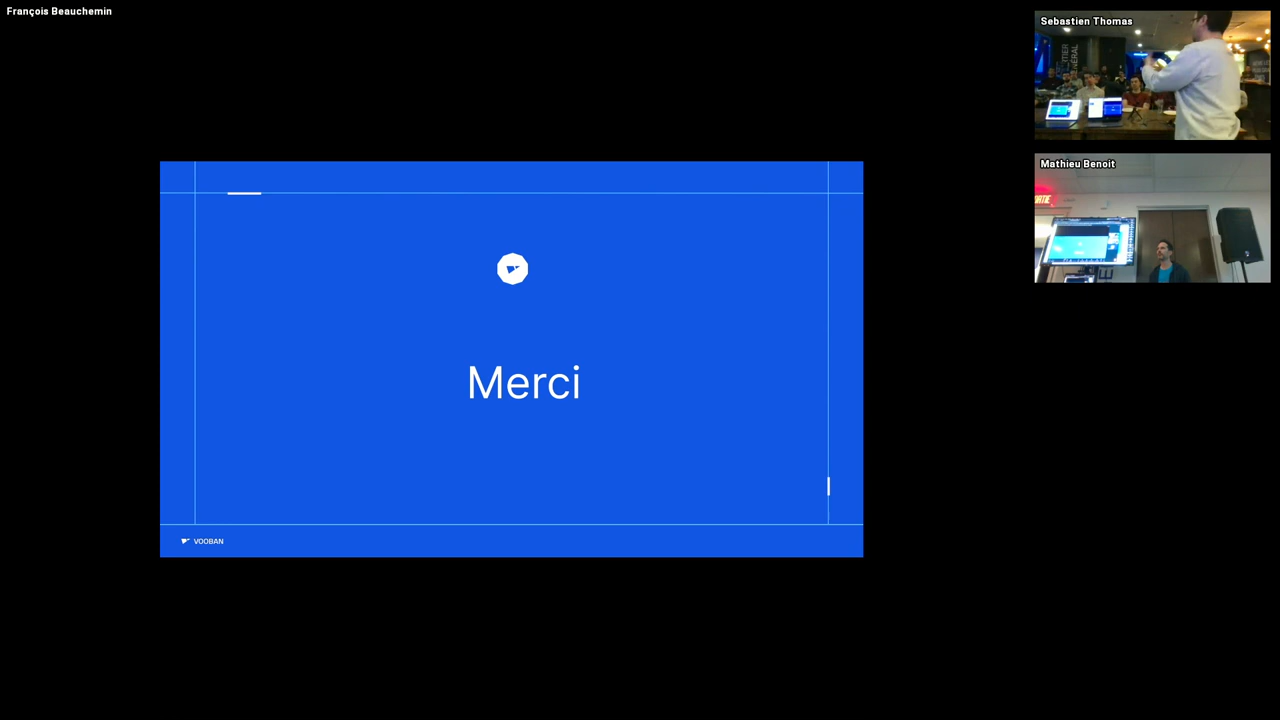 François Beauchemin
Sebastien Thomas
Mathieu Benoit
Merci
VOOBAN